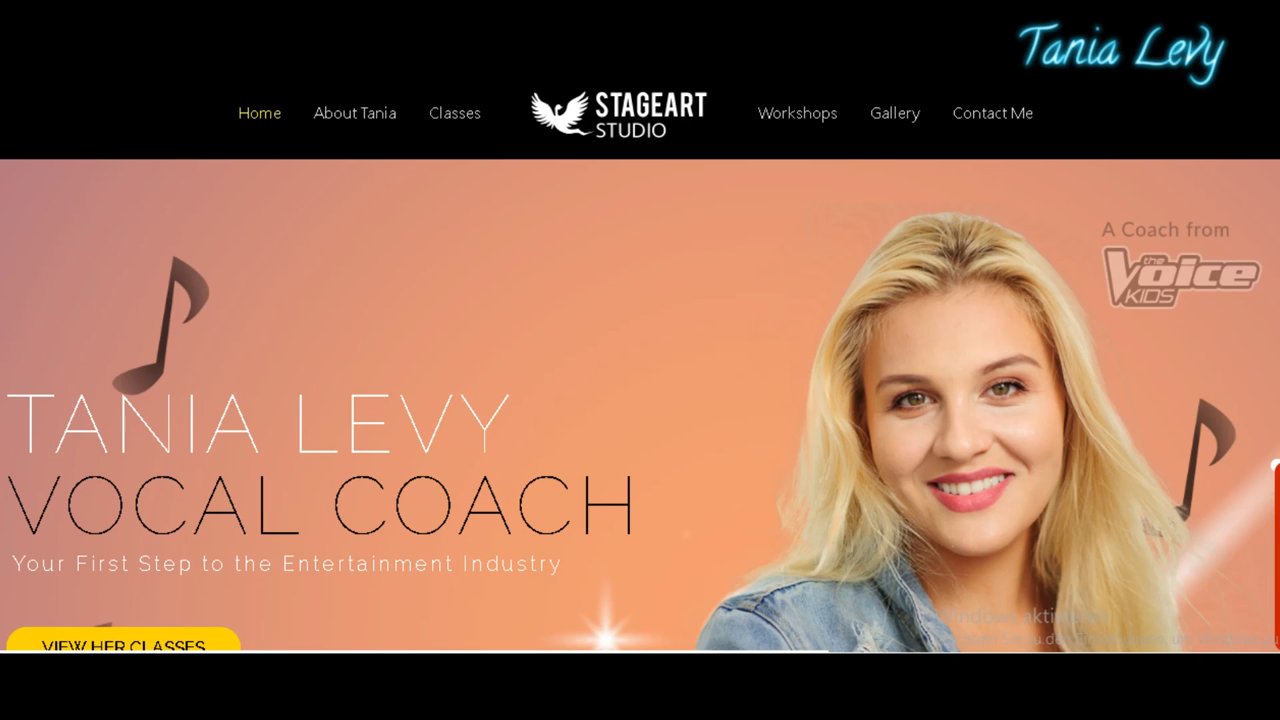 Tania Levy
Home
About Tania
Classes
STAGEART
STUDIO
Workshops
Gallery
Contact Me
A Coach from
the
Voice
KIDS
TANIA LEVY
VOCAL COACH
Your First Step to the Entertainment Industry
VIEW HER CLASSES
Windows aktivieren